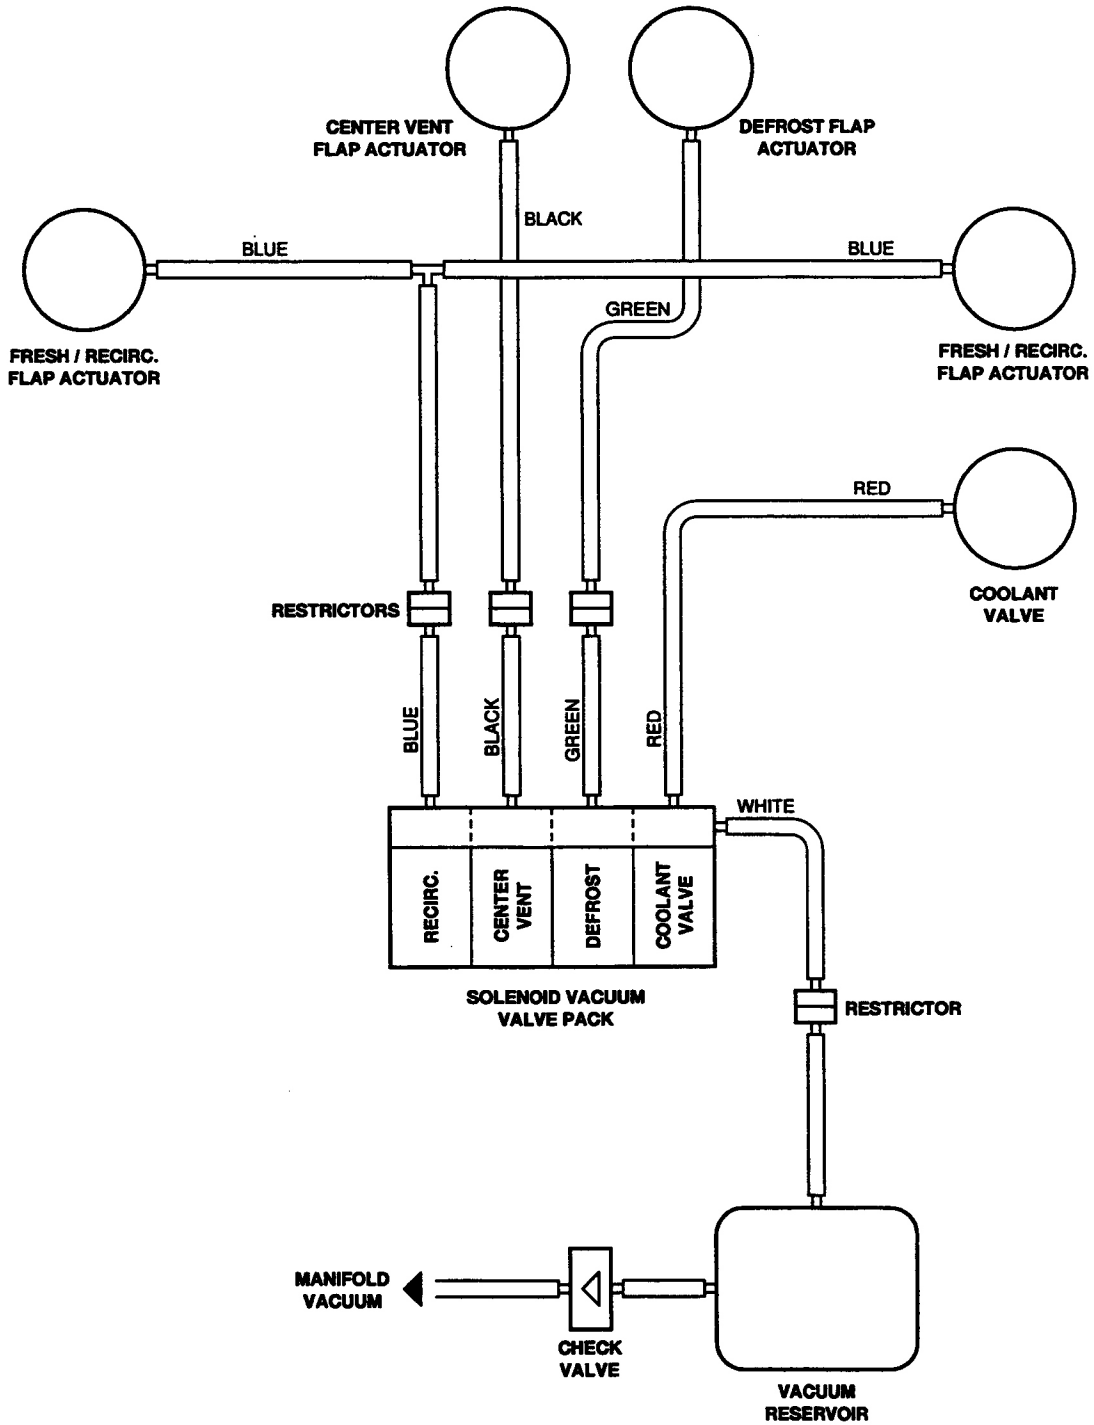 CENTER VENT
FLAP ACTUATOR
DEFROST FLAP
ACTUATOR
BLACK
BLUE
BLUE
GREEN
FRESH / RECIRC.
FLAP ACTUATOR
FRESH / RECIRC.
FLAP ACTUATOR
RED
COOLANT
VALVE
RESTRICTORS
BLUE
BLACK
GREEN
RED
WHITE
RECIRC.
CENTER
VENT
DEFROST
COOLANT
VALVE
SOLENOID VACUUM
VALVE PACK
RESTRICTOR
MANIFOLD
VACUUM
CHECK
VALVE
VACUUM
RESERVOIR